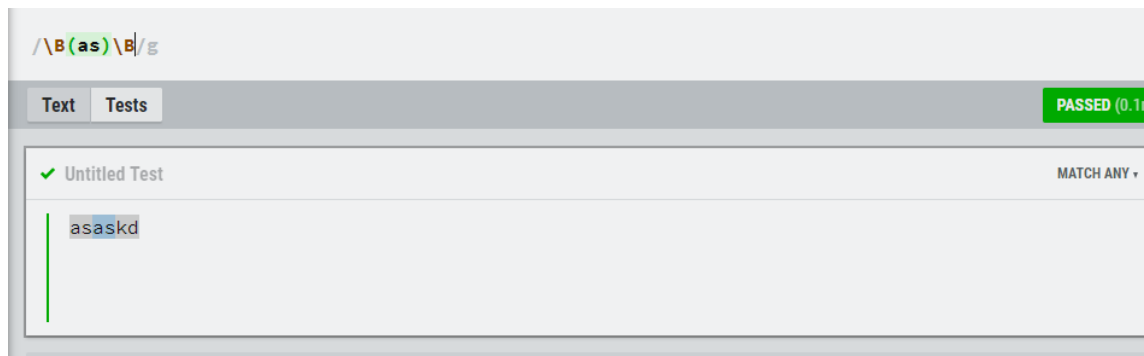 /\B(as)\B/g
Text Tests PASSED (0.1
Untitled Test MATCH ANY
asaskd